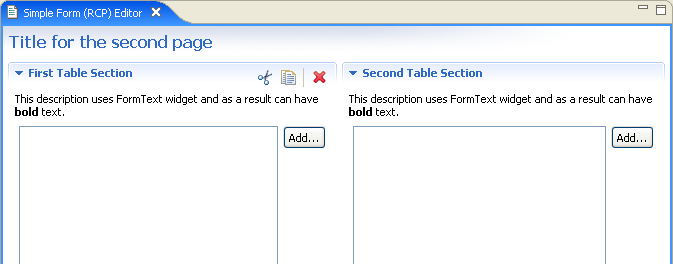 Simple Form (RCP) Editor
Title for the second page
First Table Section
This description uses FormText widget and as a result can have
bold text.
Add...
Second Table Section
This description uses FormText widget and as a result can have
bold text.
Add...